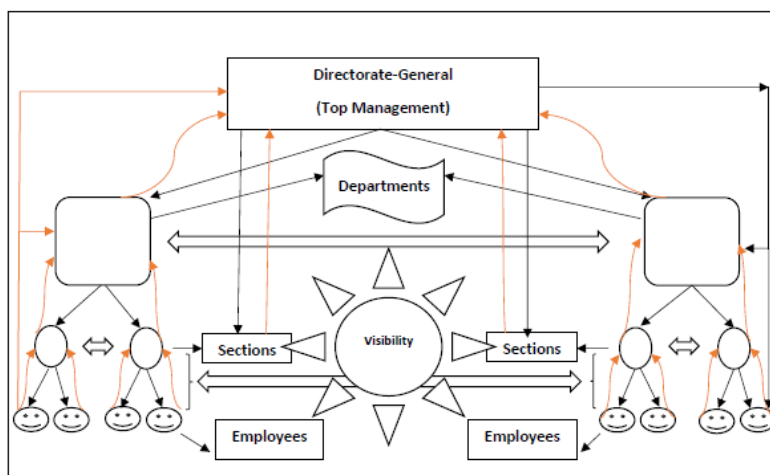 Directorate-General
(Top Management)
Departments
Visibility
Sections
Sections
Employees
Employees